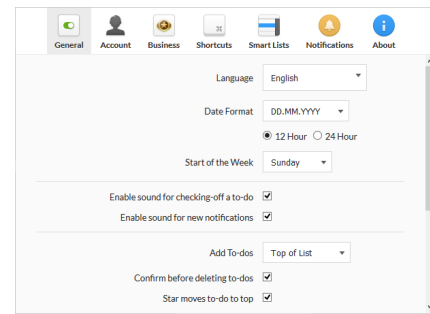 General Account Business Shortcuts Smart Lists Notifications About
Language English
Date Format DD.MM.YYYY
12 Hour 24 Hour
Start of the Week Sunday
Enable sound for checking-off a to-do
Enable sound for new notifications
Add To-dos Top of List
Confirm before deleting to-dos
Star moves to-do to top